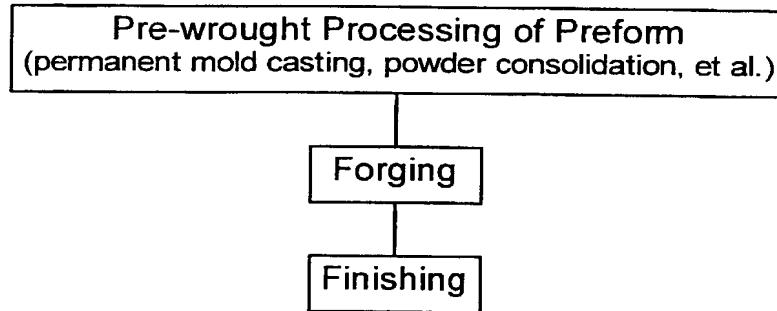 Pre-wrought Processing of Preform
(permanent mold casting, powder consolidation, et al.)
Forging
Finishing